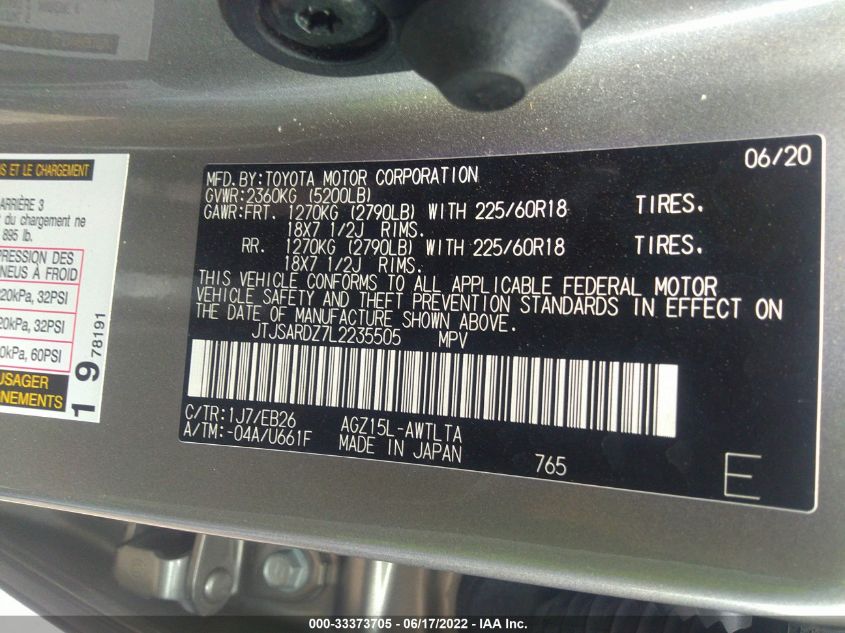 S ET LE CHARGEMENT
ARRIÈRE 3
du chargement ne
895 lb.
PRESSION DES
NEUS À FROID
20kPa, 32PSI
20kPa, 32PSI
0kPa, 60PSI
USAGER
ONNEMENTS
1 9 78191
06/20
MFD.BY:TOYOTA MOTOR CORPORATION
GVWR:2360KG (5200LB)
GAWR:FRT. 1270KG (2790LB) WITH 225/60R18 TIRES.
18X7 1/2J RIMS.
RR. 1270KG (2790LB) WITH 225/60R18 TIRES.
18X7 1/2J RIMS.
THIS VEHICLE CONFORMS TO ALL APPLICABLE FEDERAL MOTOR
VEHICLE SAFETY AND THEFT PREVENTION STANDARDS IN EFFECT ON
THE DATE OF MANUFACTURE SHOWN ABOVE.
JTJSARDZ7L2235505 MPV
C/TR:1J7/EB26 AGZ15L-AWTLTA
A/TM:-04A/U661F MADE IN JAPAN
765
E
000-33373705 - 06/17/2022 - IAA Inc.